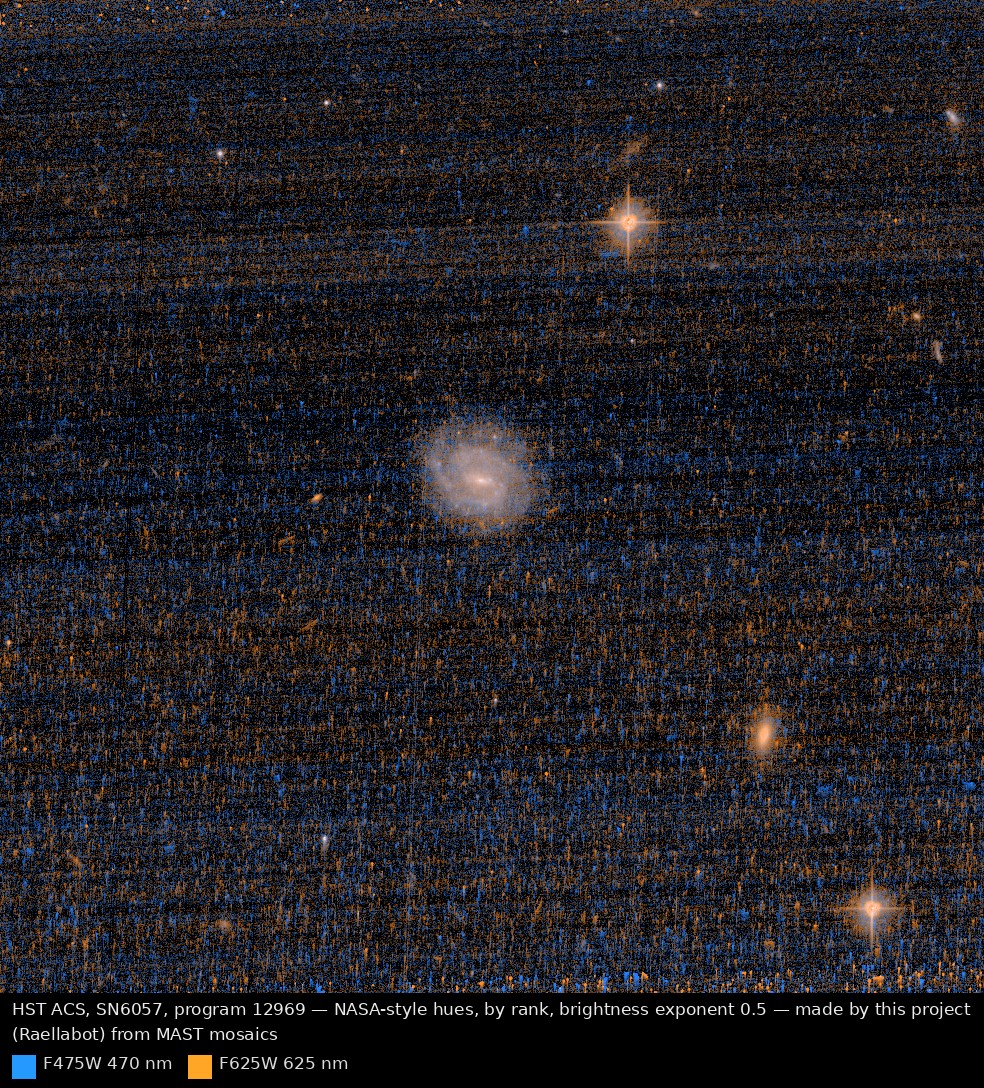 HST ACS, SN6057, program 12969 — NASA-style hues, by rank, brightness exponent 0.5 — made by this project
(Raellabot) from MAST mosaics
F475W 470 nm F625W 625 nm